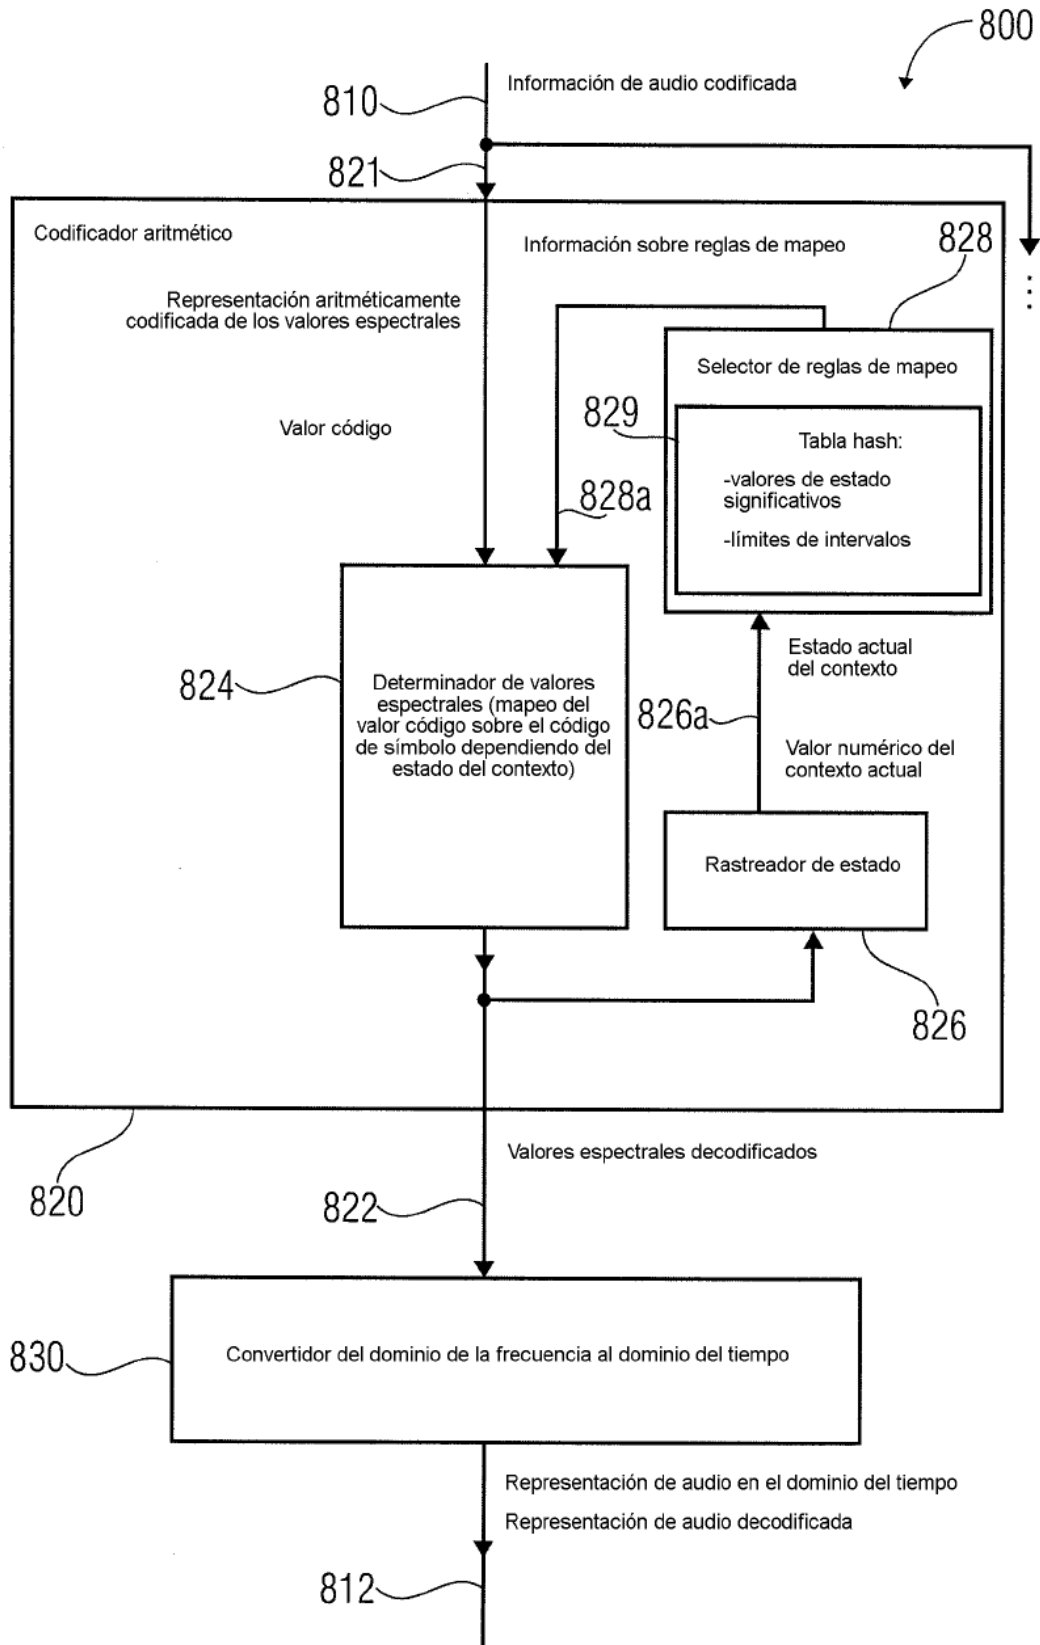 800
Información de audio codificada
810
821
Codificador aritmético
Información sobre reglas de mapeo
828
Representación aritméticamente
codificada de los valores espectrales
Selector de reglas de mapeo
829
Tabla hash:
Valor código
-valores de estado
significativos
828a
-límites de intervalos
Estado actual
del contexto
824
Determinador de valores
espectrales (mapeo del
valor código sobre el código
de símbolo dependiendo del
estado del contexto)
826a
Valor numérico del
contexto actual
Rastreador de estado
826
Valores espectrales decodificados
820
822
830
Convertidor del dominio de la frecuencia al dominio del tiempo
Representación de audio en el dominio del tiempo
Representación de audio decodificada
812